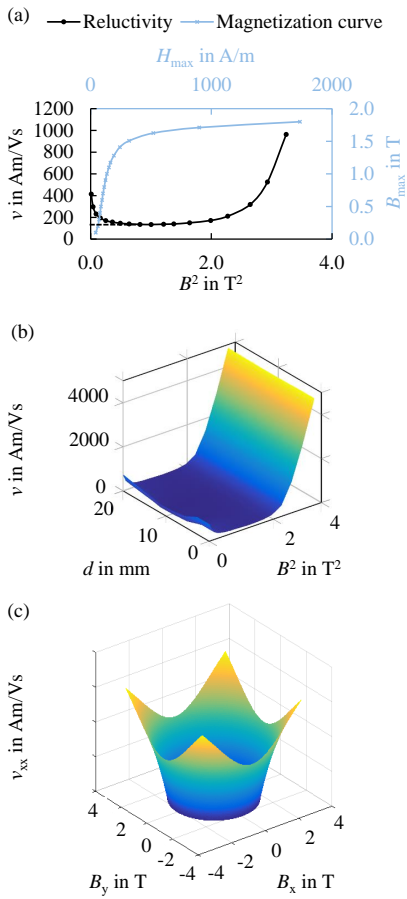 (a)
Reluctivity
Magnetization curve
H_max in A/m
0 1000 2000
1200 2.0
1000
800 1.5
600 1.0
400
200 0.5
0 0.0
ν in Am/Vs
B_max in T
0.0 2.0 4.0
B² in T²
(b)
4000
2000
0
ν in Am/Vs
20 10 0
d in mm
0 2 4
B² in T²
(c)
ν_xx in Am/Vs
4 2 0 -2 -4
B_y in T
-4 -2 0 2 4
B_x in T